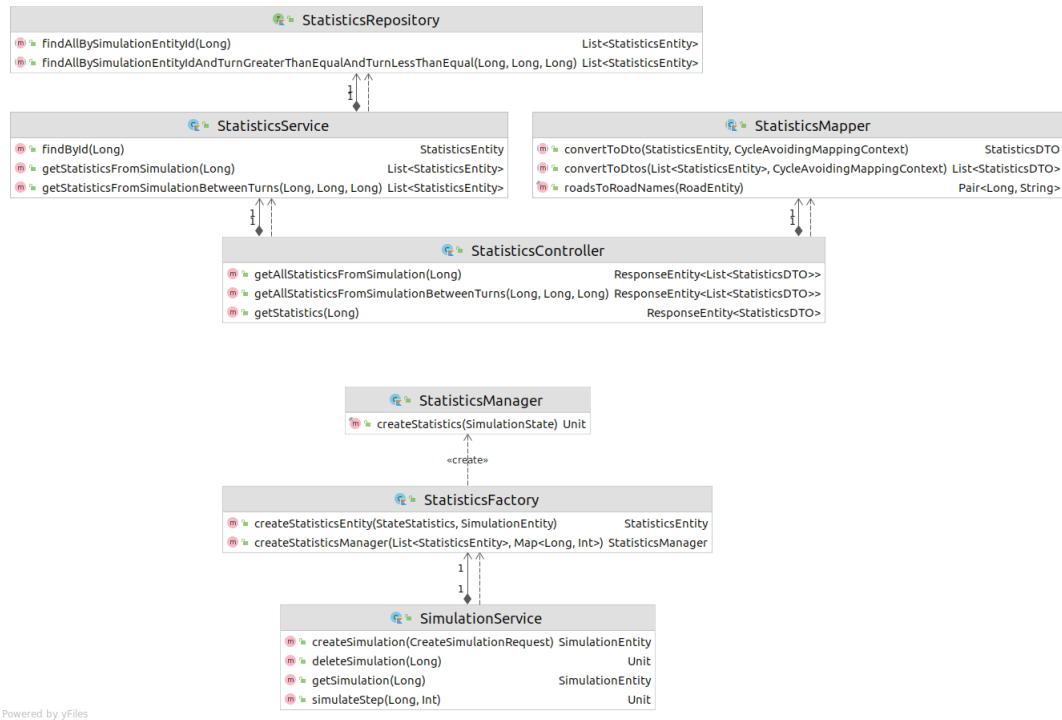 StatisticsRepository
findAllBySimulationEntityId(Long) List<StatisticsEntity>
findAllBySimulationEntityIdAndTurnGreaterThanEqualAndTurnLessThanEqual(Long, Long, Long) List<StatisticsEntity>
1
1
StatisticsService
findById(Long) StatisticsEntity
getStatisticsFromSimulation(Long) List<StatisticsEntity>
getStatisticsFromSimulationBetweenTurns(Long, Long, Long) List<StatisticsEntity>
StatisticsMapper
convertToDto(StatisticsEntity, CycleAvoidingMappingContext) StatisticsDTO
convertToDtos(List<StatisticsEntity>, CycleAvoidingMappingContext) List<StatisticsDTO>
roadsToRoadNames(RoadEntity) Pair<Long, String>
1
1
1
1
StatisticsController
getAllStatisticsFromSimulation(Long) ResponseEntity<List<StatisticsDTO>>
getAllStatisticsFromSimulationBetweenTurns(Long, Long, Long) ResponseEntity<List<StatisticsDTO>>
getStatistics(Long) ResponseEntity<StatisticsDTO>
StatisticsManager
createStatistics(SimulationState) Unit
«create»
StatisticsFactory
createStatisticsEntity(StateStatistics, SimulationEntity) StatisticsEntity
createStatisticsManager(List<StatisticsEntity>, Map<Long, Int>) StatisticsManager
1
1
SimulationService
createSimulation(CreateSimulationRequest) SimulationEntity
deleteSimulation(Long) Unit
getSimulation(Long) SimulationEntity
simulateStep(Long, Int) Unit
Powered by yFiles